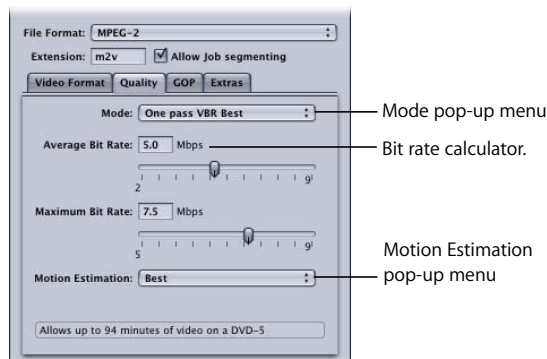 File Format: MPEG-2
Extension: m2v Allow Job segmenting
Video Format Quality GOP Extras
Mode: One pass VBR Best
Mode pop-up menu
Average Bit Rate: 5.0 Mbps
Bit rate calculator.
2 9
Maximum Bit Rate: 7.5 Mbps
5 9
Motion Estimation: Best
Motion Estimation
pop-up menu
Allows up to 94 minutes of video on a DVD-5